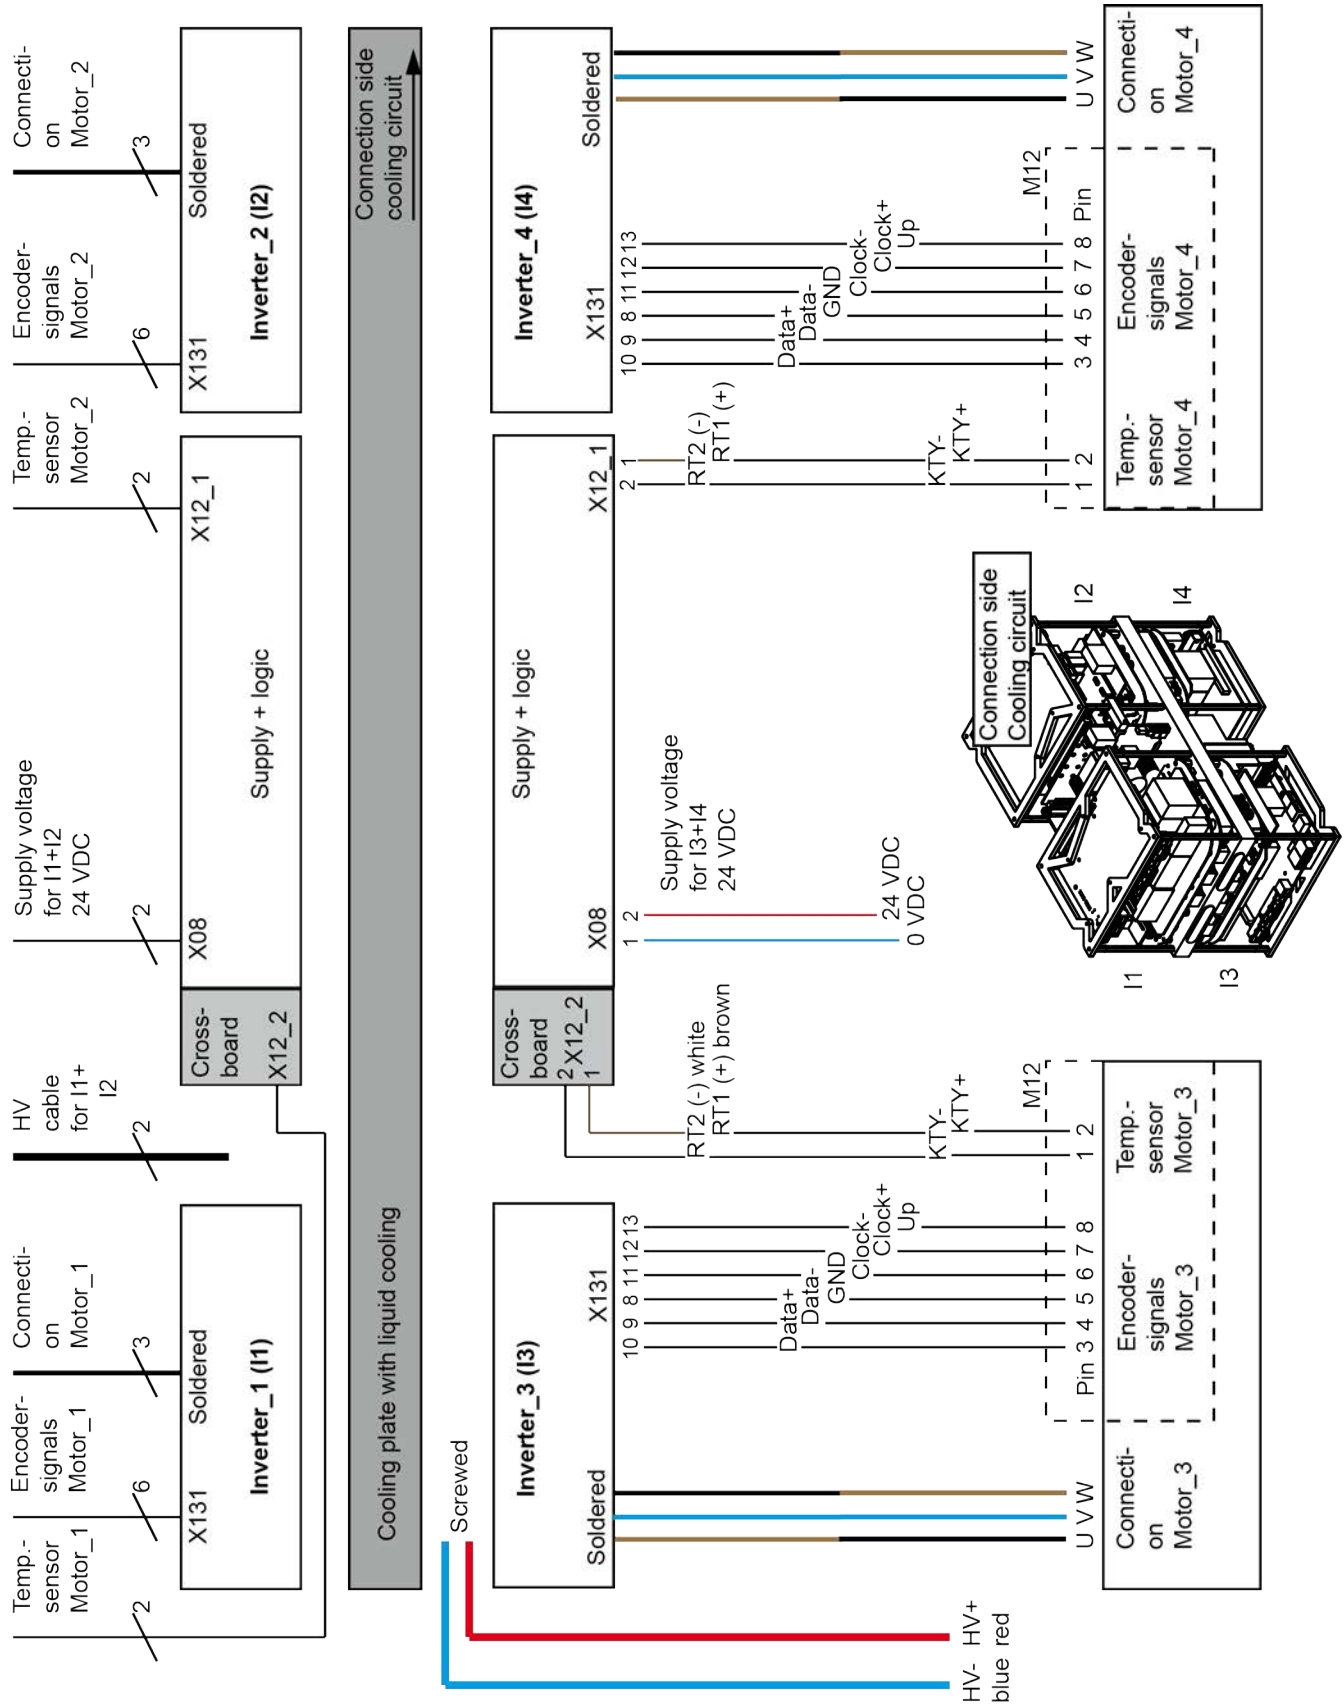 Temp.-
sensor
Motor_1
2
Encoder-
signals
Motor_1
6
Connecti-
on
Motor_1
3
HV
cable
for I1+
I2
2
Supply voltage
for I1+I2
24 VDC
2
Temp.-
sensor
Motor_2
2
Encoder-
signals
Motor_2
6
Connecti-
on
Motor_2
3
X131
Soldered
Inverter_1 (I1)
Cross-
board
X12_2
X08
X12_1
Supply + logic
X131
Soldered
Inverter_2 (I2)
Cooling plate with liquid cooling
Connection side
cooling circuit
Screwed
Inverter_3 (I3)
Soldered
X131
10 9 8 11 12 13
Cross-
board
2
X12_2
1
Supply + logic
X08
1 2
X12_1
2 1
Inverter_4 (I4)
X131
Soldered
10 9 8 11 12 13
Supply voltage
for I3+I4
24 VDC
RT2 (-) white
RT1 (+) brown
RT2 (-)
RT1 (+)
Data+
Data-
GND
Clock-
Clock+
Up
KTY-
KTY+
24 VDC
0 VDC
KTY-
KTY+
Data+
Data-
GND
Clock-
Clock+
Up
HV- HV+
blue red
M12
U V W
Pin 3 4 5 6 7 8
1 2
Connecti-
on
Motor_3
Encoder-
signals
Motor_3
Temp.-
sensor
Motor_3
Connection side
Cooling circuit
I1
I2
I3
I4
M12
1 2
3 4 5 6 7 8 Pin
U V W
Temp.-
sensor
Motor_4
Encoder-
signals
Motor_4
Connecti-
on
Motor_4